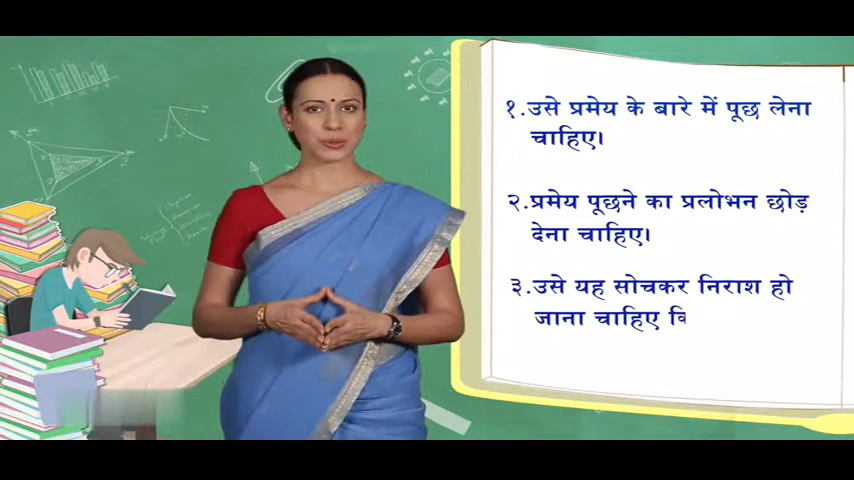 १.उसे प्रमेय के बारे में पूछ लेना
चाहिए।
२.प्रमेय पूछने का प्रलोभन छोड़
देना चाहिए।
३.उसे यह सोचकर निराश हो
जाना चाहिए